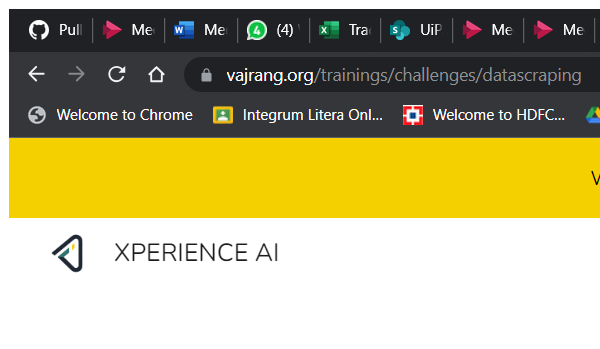 Pull Me Me (4) Tra UiP Me Me
vajrang.org/trainings/challenges/datascraping
Welcome to Chrome Integrum Litera Onl... Welcome to HDFC...
XPERIENCE AI